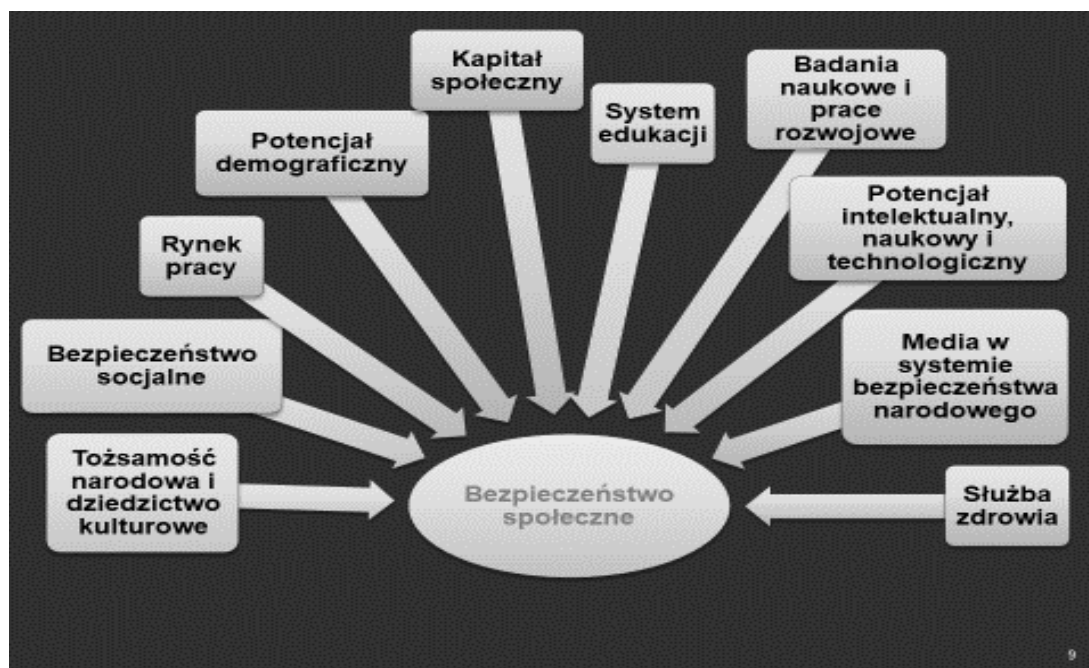 Kapitał
społeczny
System
edukacji
Badania
naukowe i
prace
rozwojowe
Potencjał
demograficzny
Potencjał
intelektualny,
naukowy i
technologiczny
Rynek
pracy
Bezpieczeństwo
socjalne
Media w
systemie
bezpieczeństwa
narodowego
Tożsamość
narodowa i
dziedzictwo
kulturowe
Bezpieczeństwo
społeczne
Służba
zdrowia
9